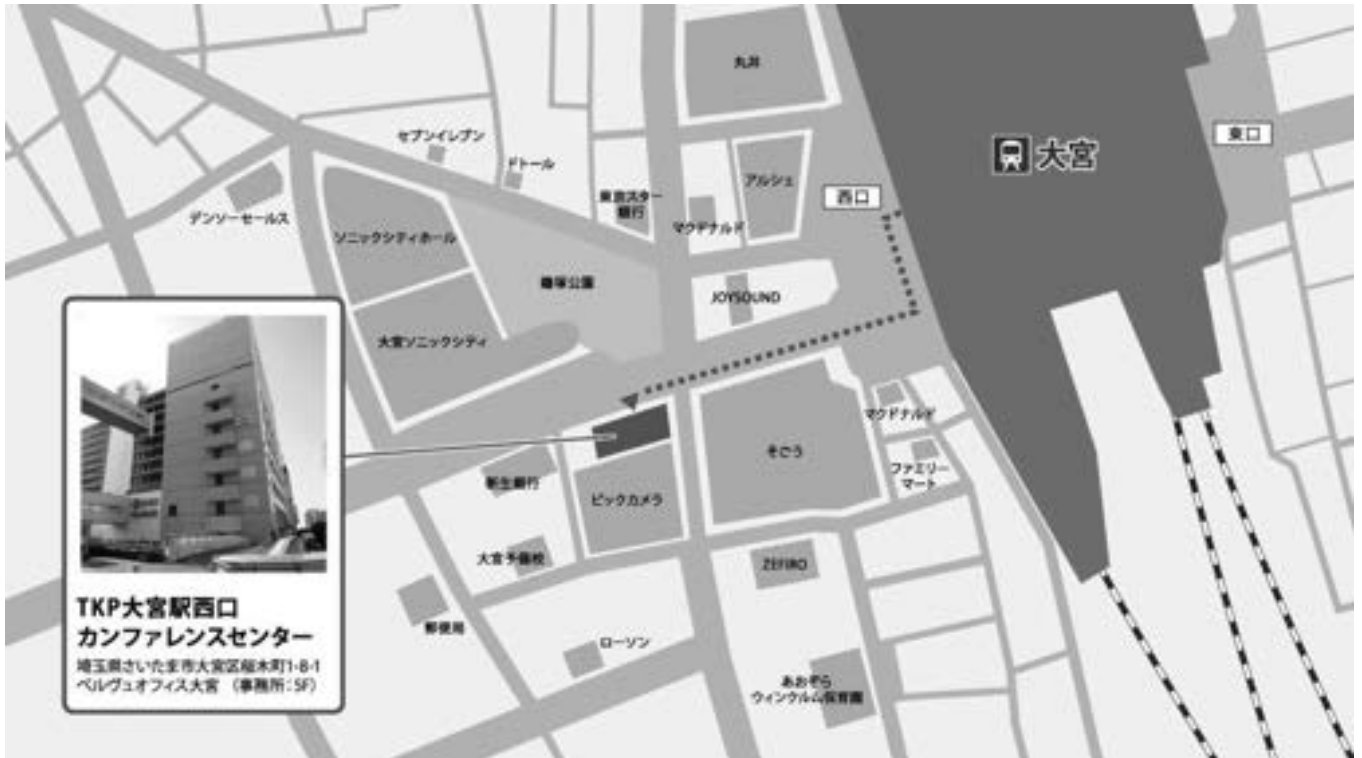 丸井
大宮
東口
西口
セブンイレブン
ドトール
東京スター
銀行
マクドナルド
アルシェ
デンソーセールス
ソニックシティホール
鐘塚公園
JOYSOUND
大宮ソニックシティ
マクドナルド
そごう
ファミリー
マート
新生銀行
ビックカメラ
大宮予備校
ZEFIRO
郵便局
ローソン
あおぞら
ウィンクルム保育園
TKP大宮駅西口
カンファレンスセンター
埼玉県さいたま市大宮区桜木町1-8-1
ベルヴュオフィス大宮 (事務所:5F)